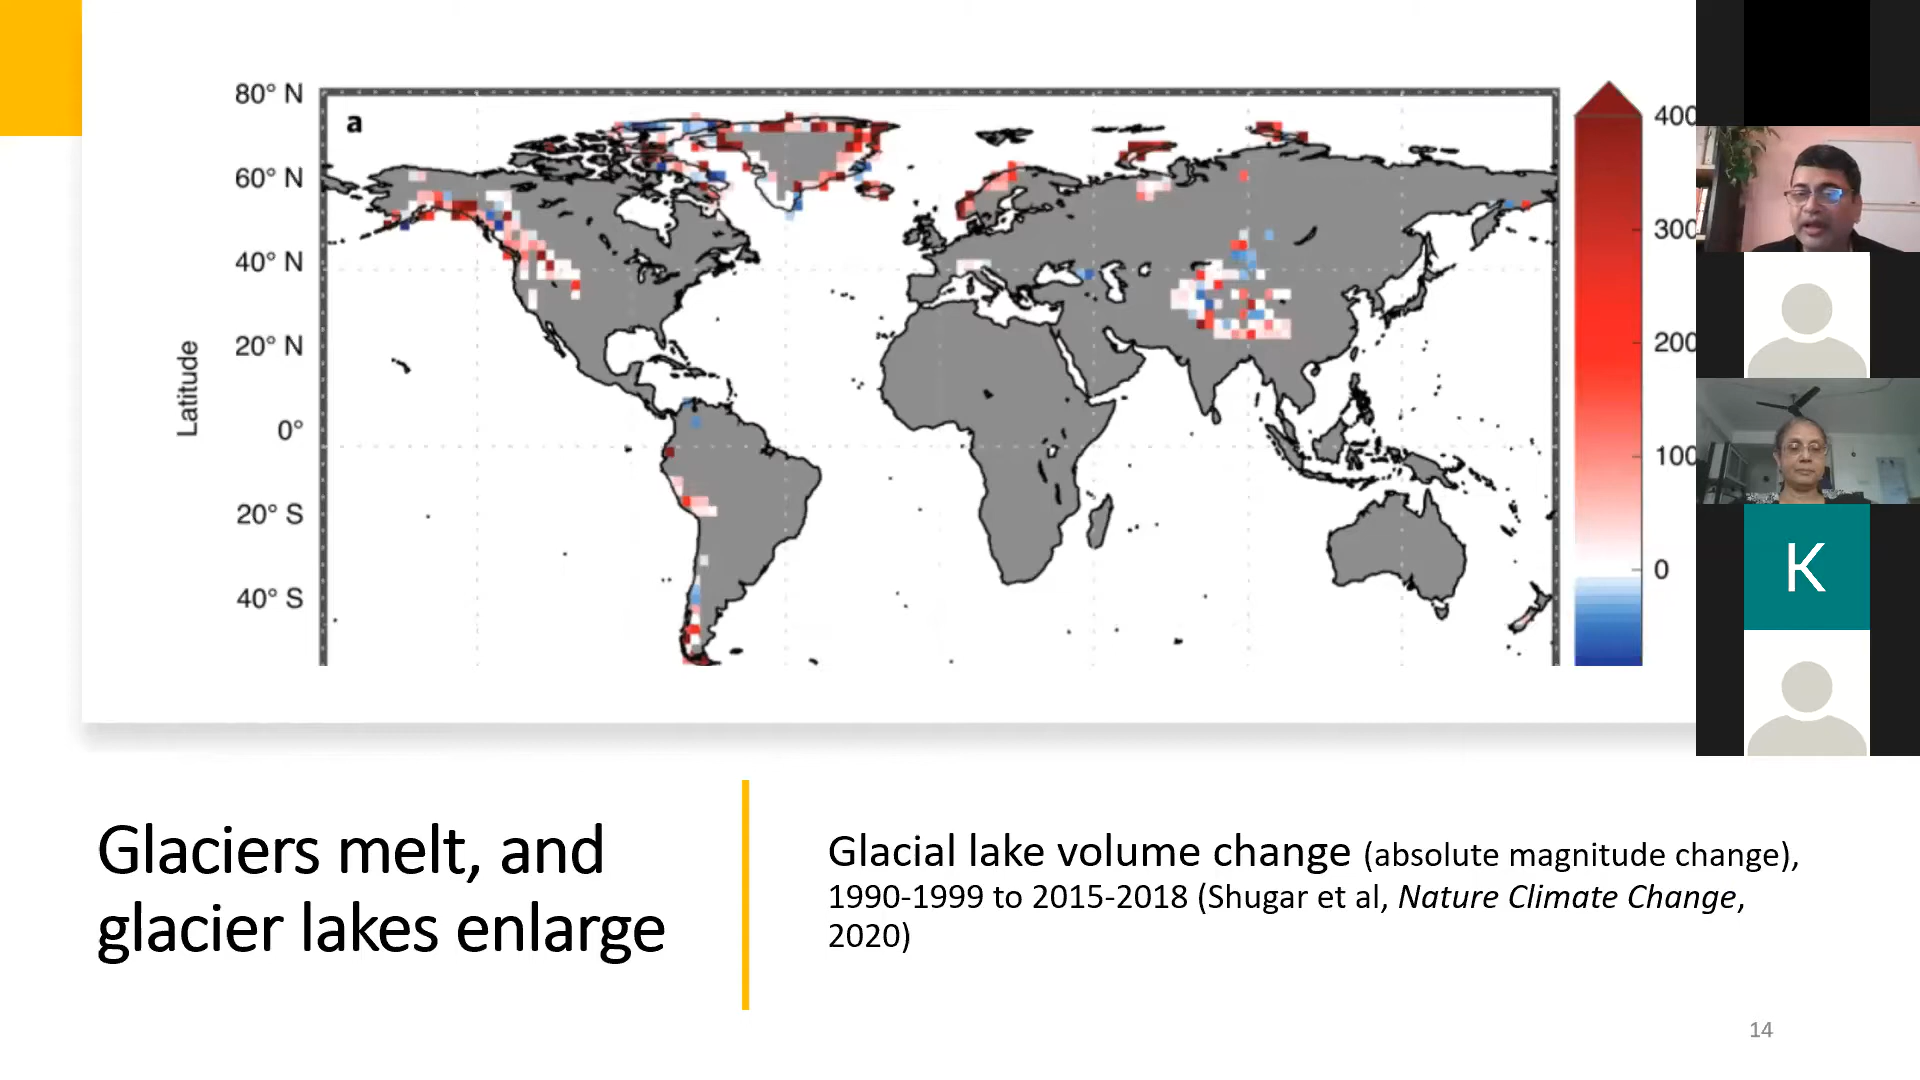 80° N
a
400
60° N
300
40° N
20° N
200
Latitude
0°
100
20° S
0
40° S
K
Glaciers melt, and
glacier lakes enlarge
Glacial lake volume change (absolute magnitude change),
1990-1999 to 2015-2018 (Shugar et al, Nature Climate Change,
2020)
14